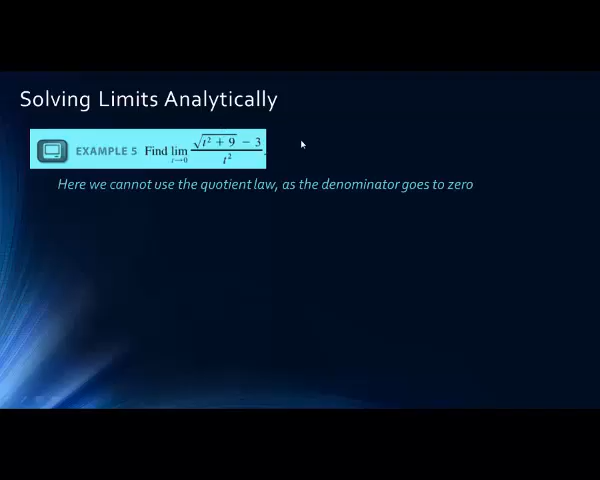 Solving Limits Analytically
EXAMPLE 5 Find lim t→0 √t² + 9 − 3 / t².
Here we cannot use the quotient law, as the denominator goes to zero